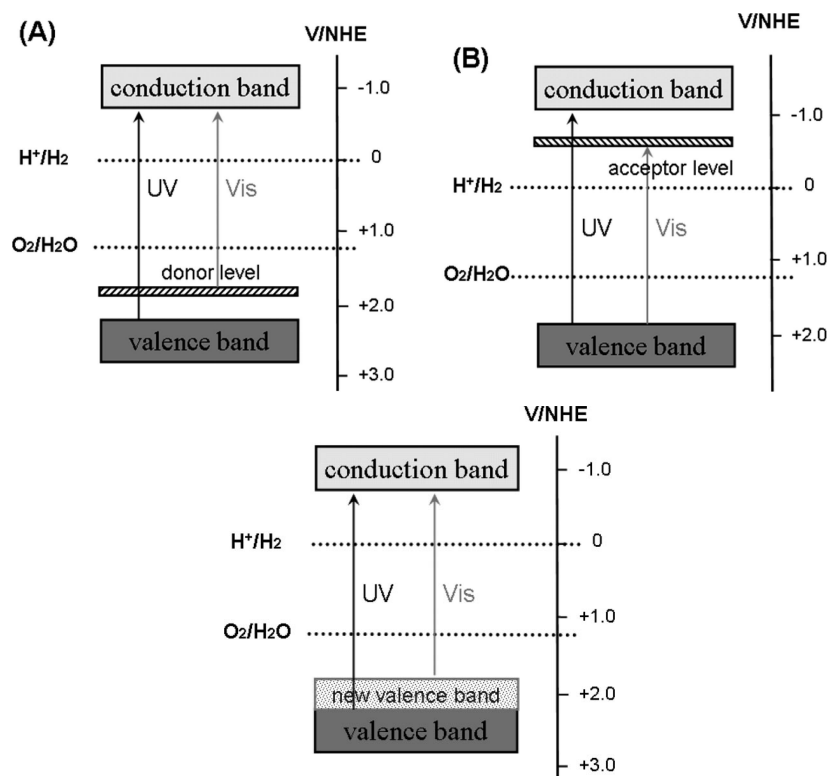 (A)
V/NHE
conduction band
-1.0
H+/H2
0
UV
Vis
+1.0
O2/H2O
donor level
+2.0
valence band
+3.0
V/NHE
(B)
conduction band
-1.0
acceptor level
H+/H2
0
UV
Vis
+1.0
O2/H2O
+2.0
valence band
V/NHE
conduction band
-1.0
H+/H2
0
UV
Vis
+1.0
O2/H2O
new valence band
+2.0
valence band
+3.0